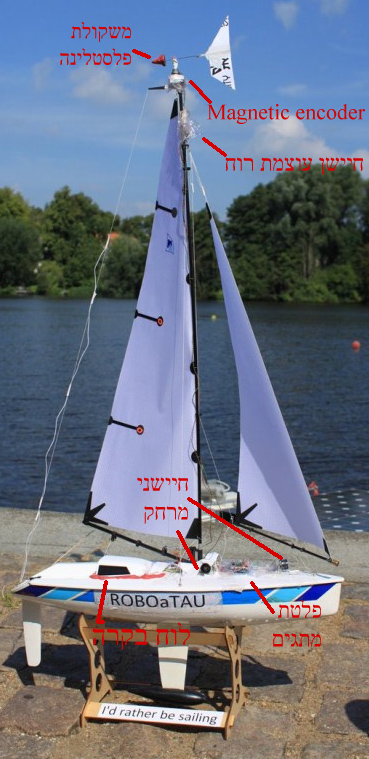 משקולת
פלסטלינה
Magnetic encoder
חיישן עוצמת רוח
חיישני
מרחק
ROBOaTAU
פלטת
מתגים
לוח בקרה
I'd rather be sailing